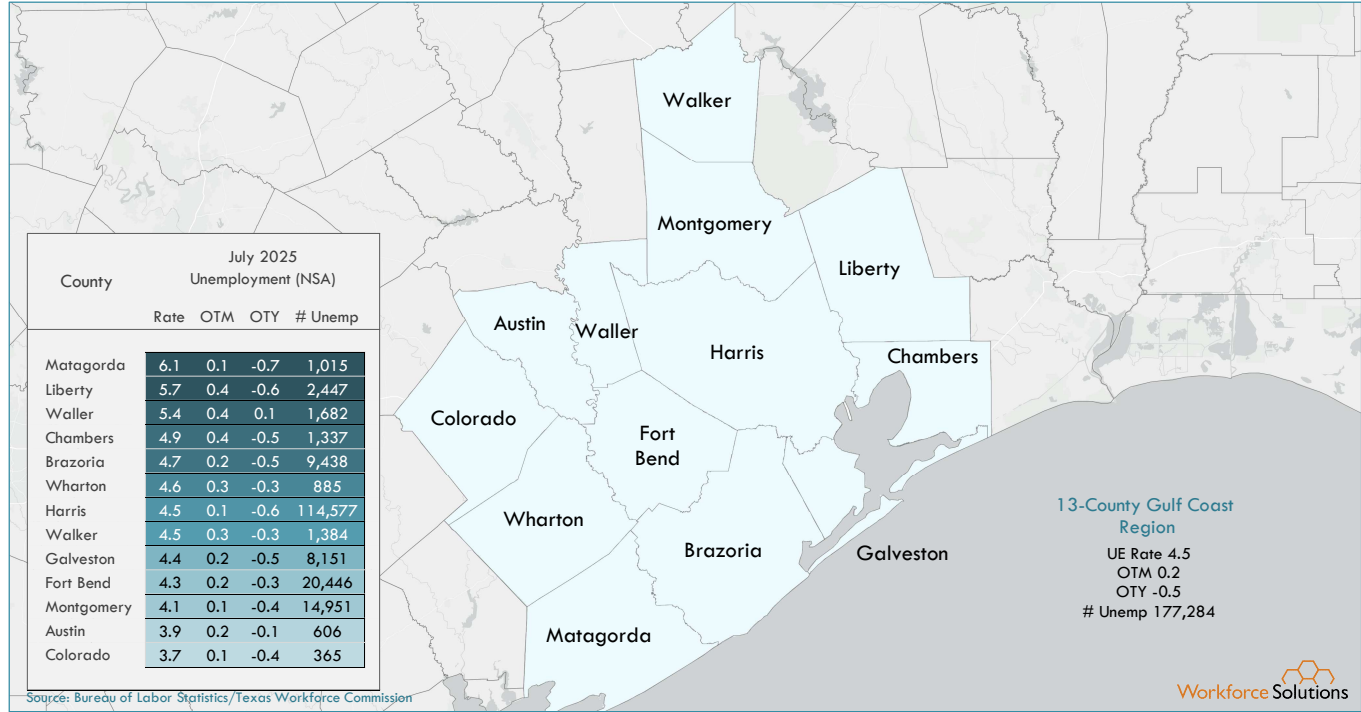 Walker
Montgomery
Liberty
Austin
Waller
Harris
Chambers
Colorado
Fort
Bend
Wharton
Brazoria
Galveston
Matagorda
July 2025
County Unemployment (NSA)
Rate OTM OTY # Unemp
Matagorda 6.1 0.1 -0.7 1,015
Liberty 5.7 0.4 -0.6 2,447
Waller 5.4 0.4 0.1 1,682
Chambers 4.9 0.4 -0.5 1,337
Brazoria 4.7 0.2 -0.5 9,438
Wharton 4.6 0.3 -0.3 885
Harris 4.5 0.1 -0.6 114,577
Walker 4.5 0.3 -0.3 1,384
Galveston 4.4 0.2 -0.5 8,151
Fort Bend 4.3 0.2 -0.3 20,446
Montgomery 4.1 0.1 -0.4 14,951
Austin 3.9 0.2 -0.1 606
Colorado 3.7 0.1 -0.4 365
Source: Bureau of Labor Statistics/Texas Workforce Commission
13-County Gulf Coast
Region
UE Rate 4.5
OTM 0.2
OTY -0.5
# Unemp 177,284
Workforce Solutions